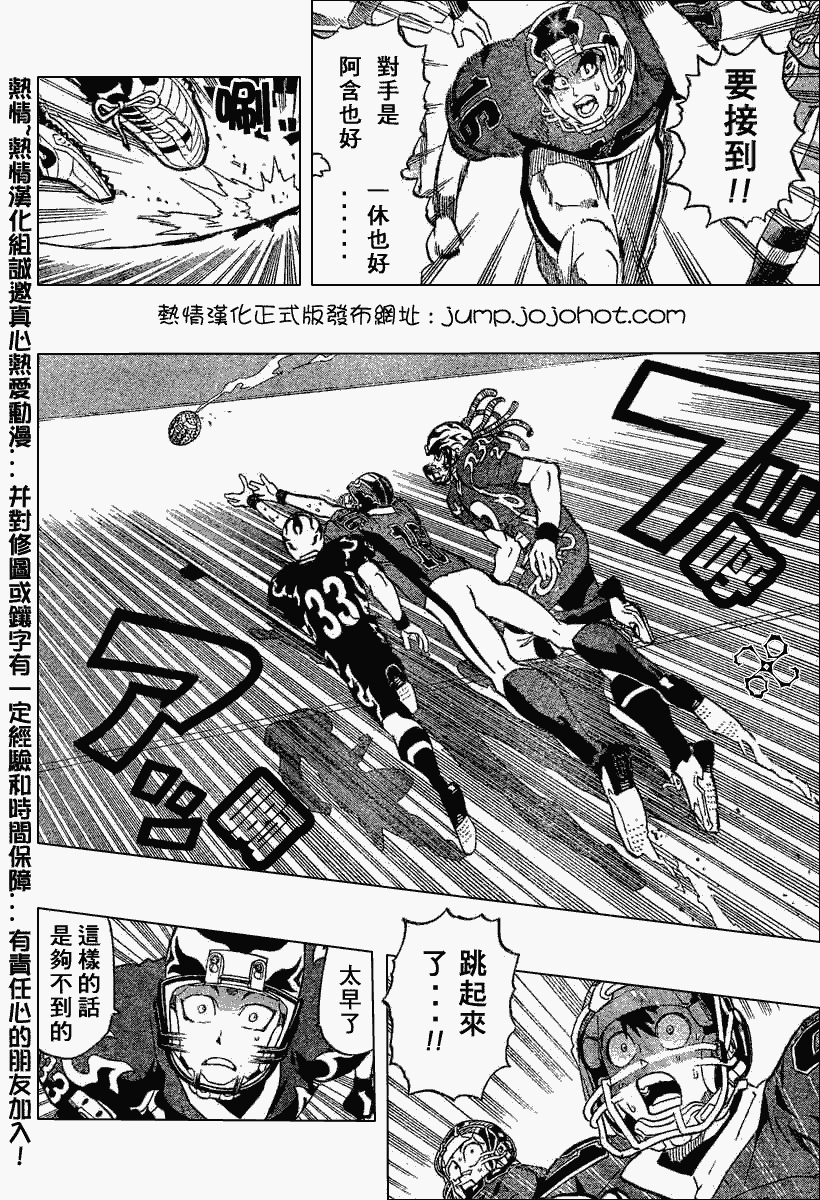 要接到!!
對手是
阿含也好
一休也好
......
16
熱情漢化正式版發布網址：jump.jojohot.com
熱情、熱情漢化組誠邀真心熱愛動漫...并對修圖或鑲字有一定經驗和時間保障...有責任心的朋友加入！
33
跳起來
了...!!
太早了
這樣的話
是夠不到的